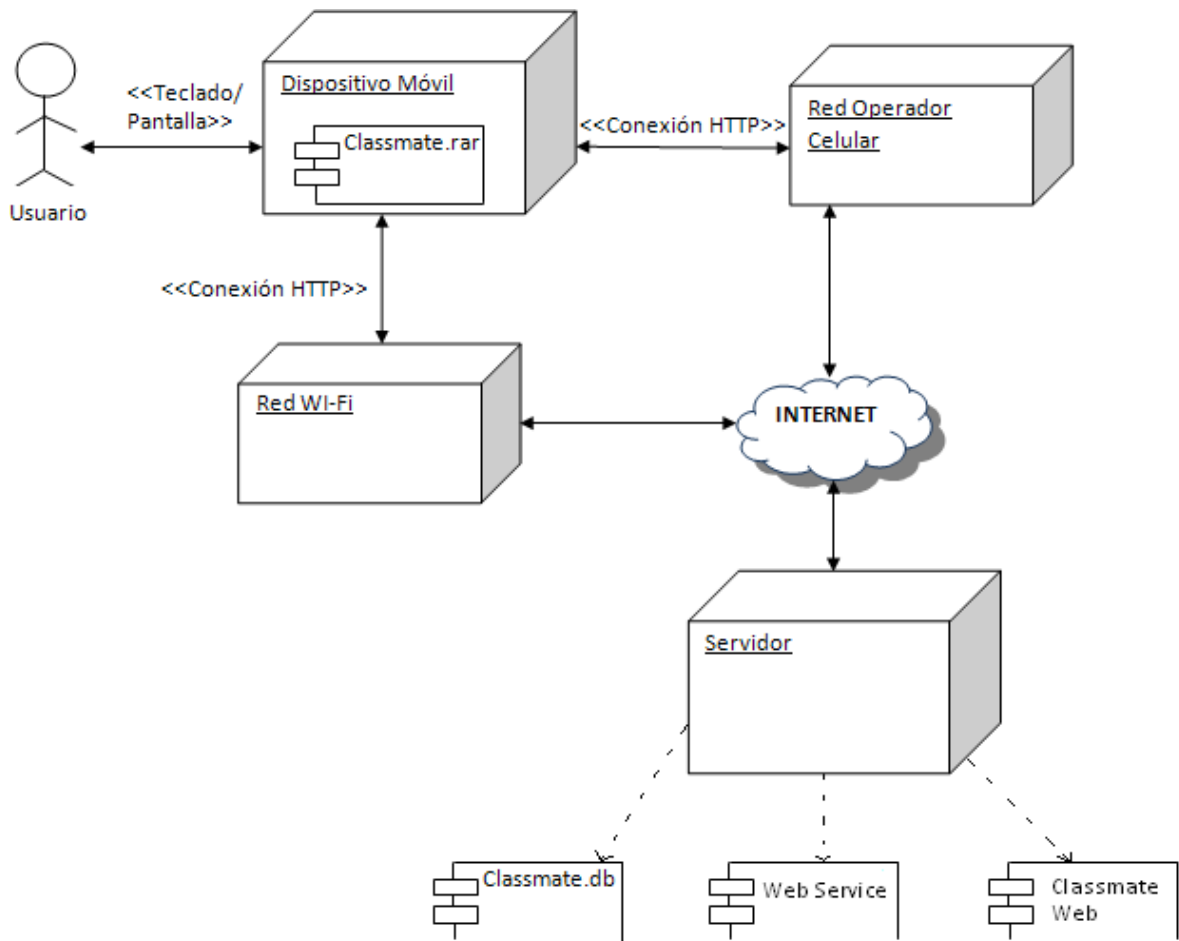 <<Teclado/
Pantalla>>
Usuario
Dispositivo Móvil
Classmate.rar
<<Conexión HTTP>>
Red Operador
Celular
<<Conexión HTTP>>
Red WI-Fi
INTERNET
Servidor
Classmate.db
Web Service
Classmate
Web